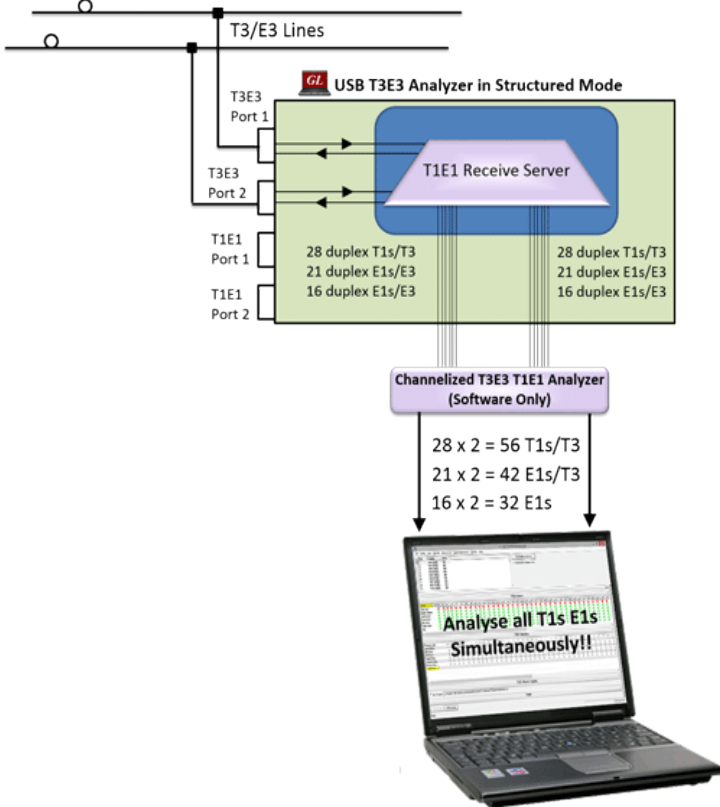 T3/E3 Lines
GL
USB T3E3 Analyzer in Structured Mode
T3E3
Port 1
T1E1 Receive Server
T3E3
Port 2
T1E1
Port 1
28 duplex T1s/T3
21 duplex E1s/E3
16 duplex E1s/E3
28 duplex T1s/T3
21 duplex E1s/E3
16 duplex E1s/E3
T1E1
Port 2
Channelized T3E3 T1E1 Analyzer
(Software Only)
28 x 2 = 56 T1s/T3
21 x 2 = 42 E1s/T3
16 x 2 = 32 E1s
Analyse all T1s E1s
Simultaneously!!